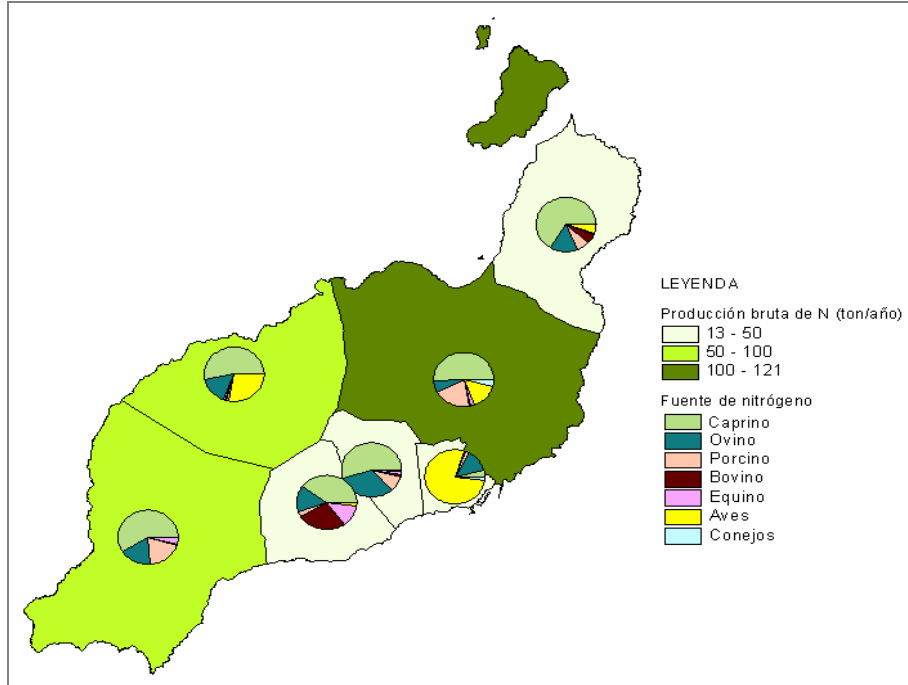 LEYENDA
Producción bruta de N (ton/año)
13 - 50
50 - 100
100 - 121
Fuente de nitrógeno
Caprino
Ovino
Porcino
Bovino
Equino
Aves
Conejos